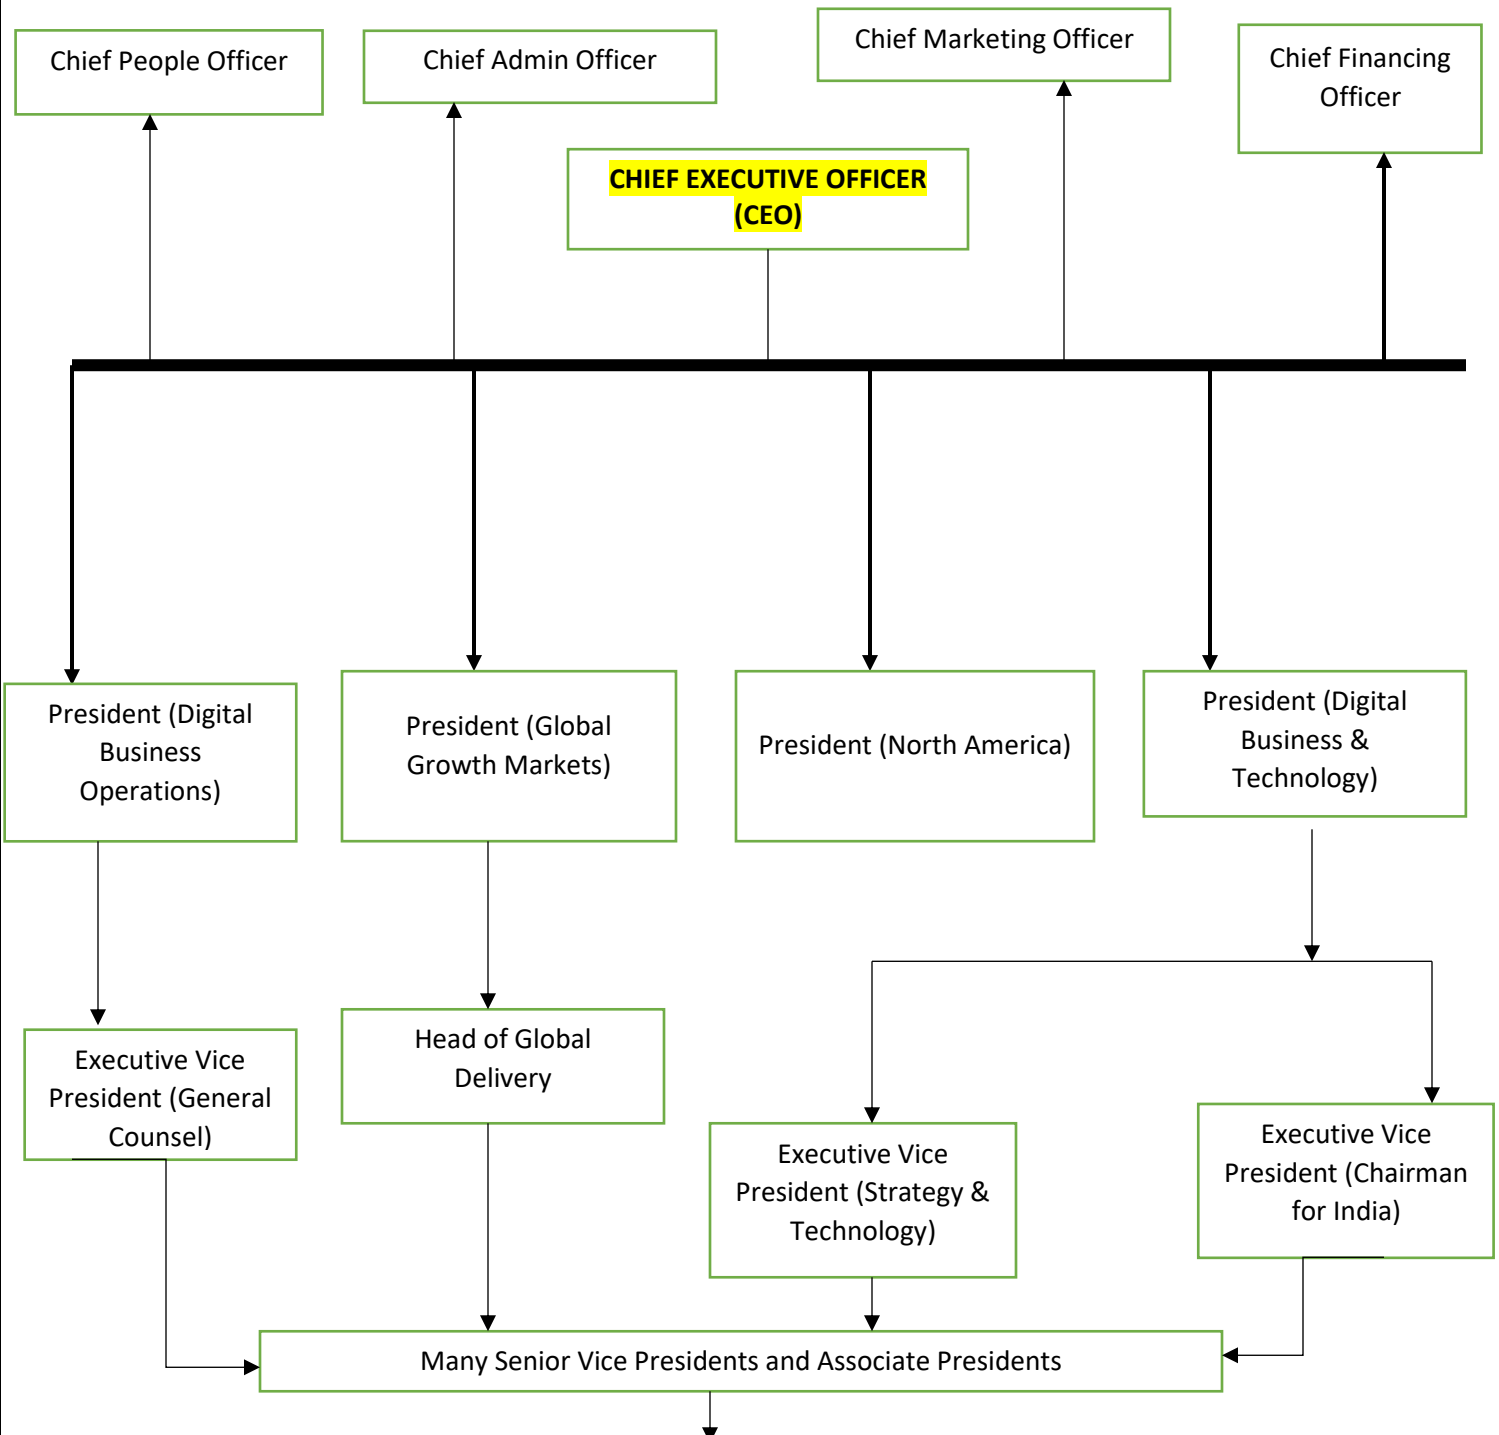 Chief People Officer
Chief Admin Officer
Chief Marketing Officer
Chief Financing
Officer
CHIEF EXECUTIVE OFFICER
(CEO)
President (Digital
Business
Operations)
President (Global
Growth Markets)
President (North America)
President (Digital
Business &
Technology)
Executive Vice
President (General
Counsel)
Head of Global
Delivery
Executive Vice
President (Strategy &
Technology)
Executive Vice
President (Chairman
for India)
Many Senior Vice Presidents and Associate Presidents